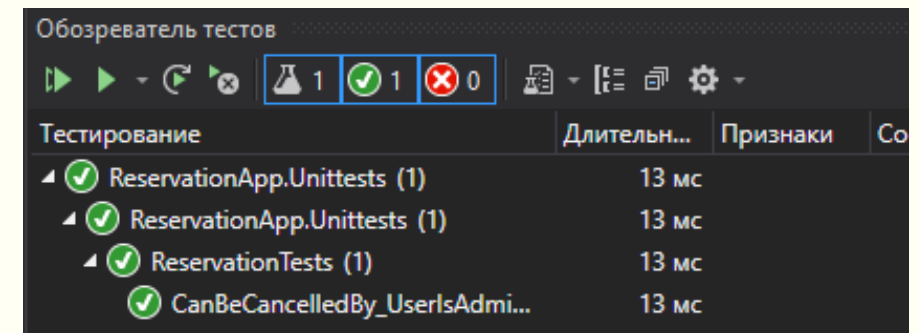 Обозреватель тестов
1 1 0
Тестирование Длительн... Признаки Со
ReservationApp.Unittests (1) 13 мс
ReservationApp.Unittests (1) 13 мс
ReservationTests (1) 13 мс
CanBeCancelledBy_UserIsAdmi... 13 мс